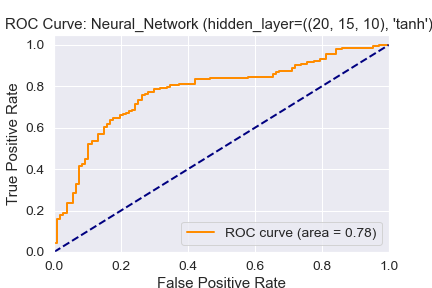 ROC Curve: Neural_Network (hidden_layer=((20, 15, 10), 'tanh')
1.0
0.8
0.6
0.4
0.2
0.0
True Positive Rate
ROC curve (area = 0.78)
0.0 0.2 0.4 0.6 0.8 1.0
False Positive Rate